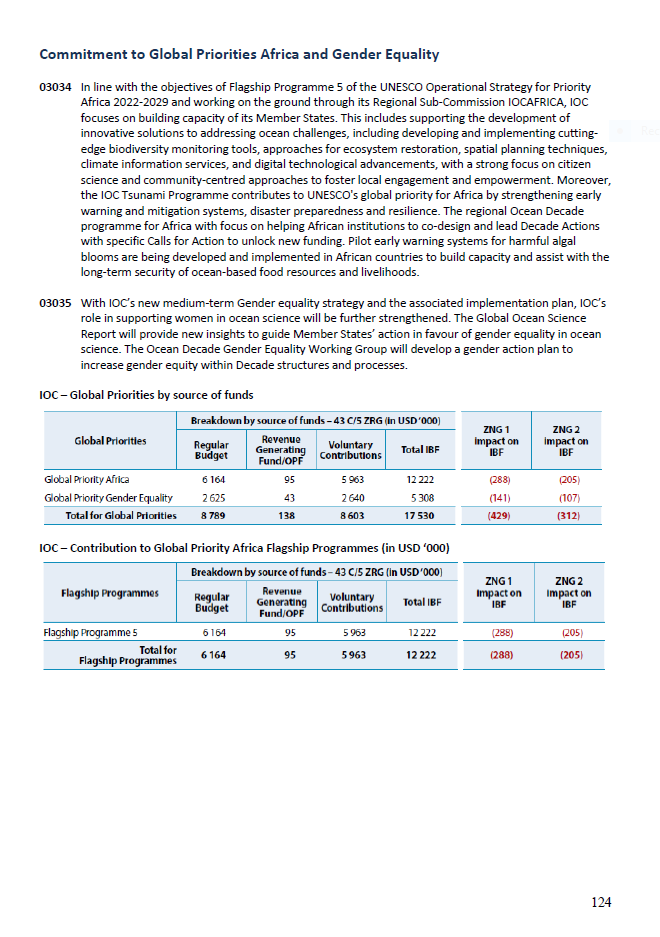 Commitment to Global Priorities Africa and Gender Equality
03034 In line with the objectives of Flagship Programme 5 of the UNESCO Operational Strategy for Priority
Africa 2022-2029 and working on the ground through its Regional Sub-Commission IOCAFRICA, IOC
focuses on building capacity of its Member States. This includes supporting the development of
innovative solutions to addressing ocean challenges, including developing and implementing cutting-
edge biodiversity monitoring tools, approaches for ecosystem restoration, spatial planning techniques,
climate information services, and digital technological advancements, with a strong focus on citizen
science and community-centred approaches to foster local engagement and empowerment. Moreover,
the IOC Tsunami Programme contributes to UNESCO's global priority for Africa by strengthening early
warning and mitigation systems, disaster preparedness and resilience. The regional Ocean Decade
programme for Africa with focus on helping African institutions to co-design and lead Decade Actions
with specific Calls for Action to unlock new funding. Pilot early warning systems for harmful algal
blooms are being developed and implemented in African countries to build capacity and assist with the
long-term security of ocean-based food resources and livelihoods.
03035 With IOC's new medium-term Gender equality strategy and the associated implementation plan, IOC's
role in supporting women in ocean science will be further strengthened. The Global Ocean Science
Report will provide new insights to guide Member States' action in favour of gender equality in ocean
science. The Ocean Decade Gender Equality Working Group will develop a gender action plan to
increase gender equity within Decade structures and processes.
IOC – Global Priorities by source of funds
Global Priorities
Breakdown by source of funds – 43 C/5 ZRG (in USD '000)
Regular
Budget
Revenue
Generating
Fund/OPF
Voluntary
Contributions
Total IBF
ZNG 1
impact on
IBF
ZNG 2
impact on
IBF
Global Priority Africa 6 164 95 5 963 12 222 (288) (205)
Global Priority Gender Equality 2 625 43 2 640 5 308 (141) (107)
Total for Global Priorities 8 789 138 8 603 17 530 (429) (312)
IOC – Contribution to Global Priority Africa Flagship Programmes (in USD '000)
Flagship Programmes
Breakdown by source of funds – 43 C/5 ZRG (in USD '000)
Regular
Budget
Revenue
Generating
Fund/OPF
Voluntary
Contributions
Total IBF
ZNG 1
impact on
IBF
ZNG 2
impact on
IBF
Flagship Programme 5 6 164 95 5 963 12 222 (288) (205)
Total for
Flagship Programmes 6 164 95 5 963 12 222 (288) (205)
124